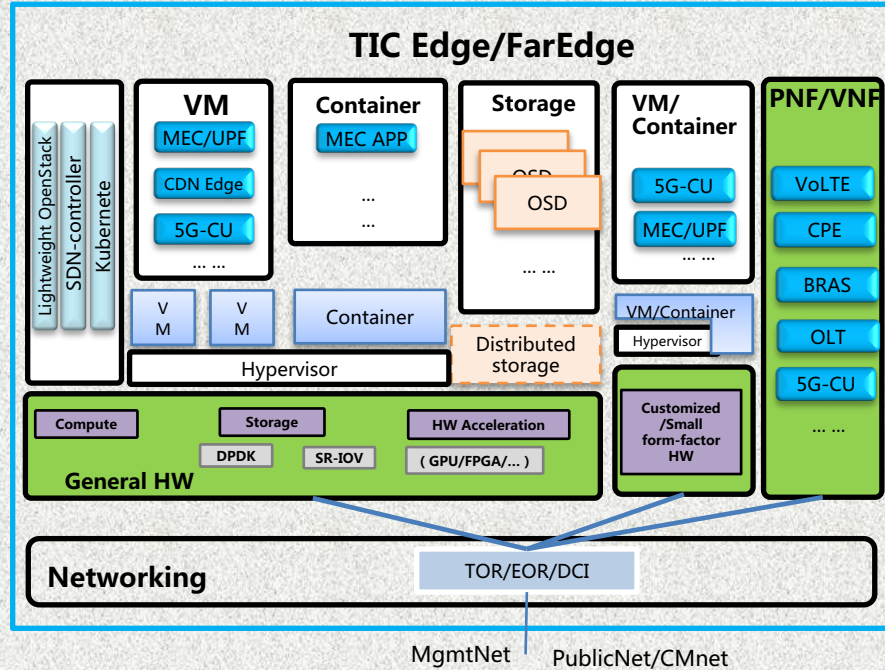 TIC Edge/FarEdge
Lightweight OpenStack
SDN-controller
Kubernete
VM
MEC/UPF
CDN Edge
5G-CU
... ...
Container
MEC APP
...
...
Storage
OSD
OSD
... ...
VM/
Container
5G-CU
MEC/UPF
... ...
PNF/VNF
VoLTE
CPE
BRAS
OLT
5G-CU
... ...
V
M
V
M
Container
Hypervisor
Distributed
storage
VM/Container
Hypervisor
Compute
Storage
HW Acceleration
DPDK
SR-IOV
( GPU/FPGA/... )
General HW
Customized
/Small
form-factor
HW
Networking
TOR/EOR/DCI
MgmtNet
PublicNet/CMnet